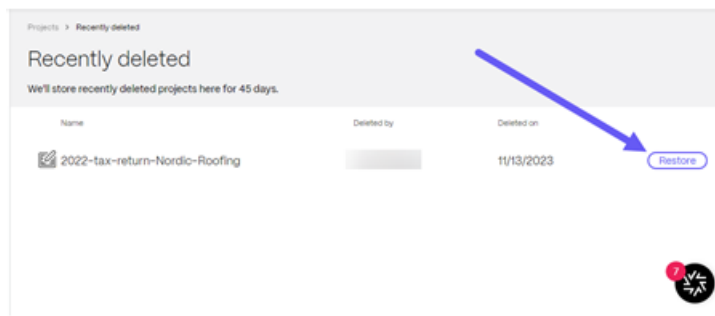 Projects > Recently deleted
Recently deleted
We'll store recently deleted projects here for 45 days.
Name Deleted by Deleted on
2022-tax-return-Nordic-Roofing 11/13/2023 Restore
7